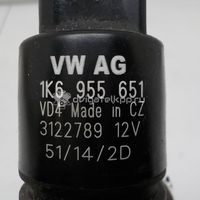 VW AG
1K6 955 651
VD4 Made in CZ
3122789 12V
51/14/2D